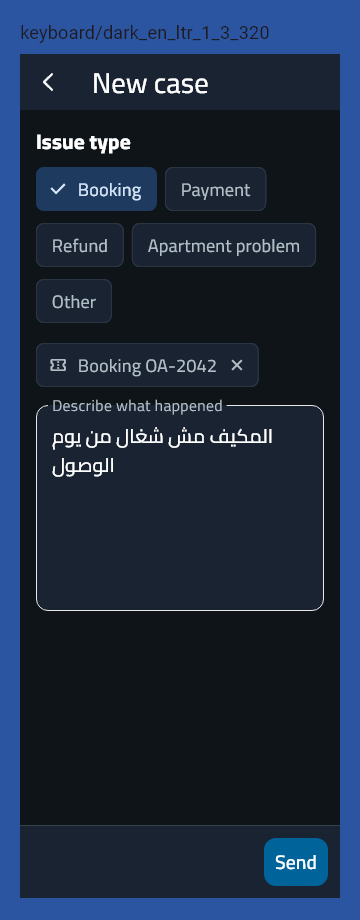 keyboard/dark_en_ltr_1_3_320
New case
Issue type
Booking
Payment
Refund
Apartment problem
Other
Booking OA-2042
Describe what happened
المكيف مش شغال من يوم
الوصول
Send